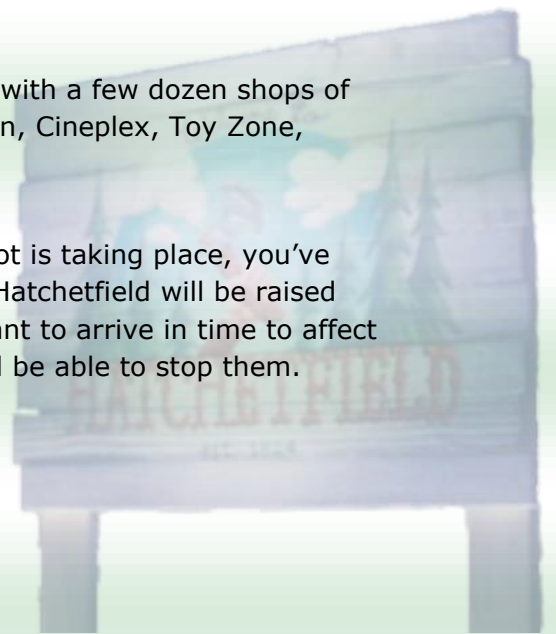 with a few dozen shops of
n, Cineplex, Toy Zone,
ot is taking place, you’ve
Hatchetfield will be raised
ant to arrive in time to affect
l be able to stop them.
HATCHETFIELD